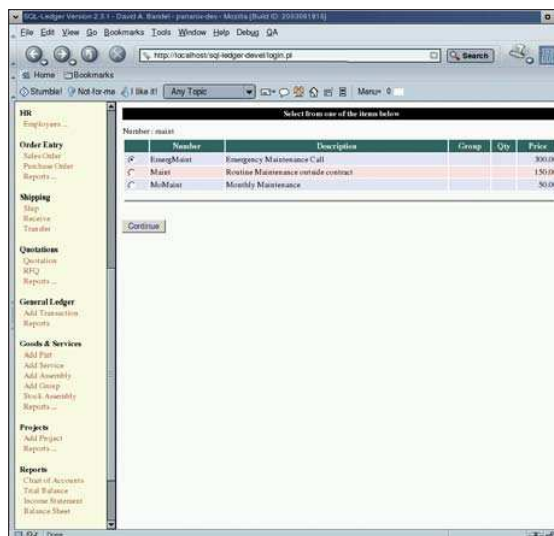 SQL-Ledger Version 2.3.1 - David A. Bandel - pananix-dev - Mozilla {Build ID: 2003061816}
File Edit View Go Bookmarks Tools Window Help Debug QA
http://localhost/sql-ledger-devel/login.pl Search
Home Bookmarks
Stumble! Not-for-me I like it! Any Topic Menu-
HR
Employees ...
Order Entry
Sales Order
Purchase Order
Reports ...
Shipping
Ship
Receive
Transfer
Quotations
Quotation
RFQ
Reports ...
General Ledger
Add Transaction
Reports
Goods & Services
Add Part
Add Service
Add Assembly
Add Group
Stock Assembly
Reports ...
Projects
Add Project
Reports ...
Reports
Chart of Accounts
Trial Balance
Income Statement
Balance Sheet
Select from one of the items below
Number : maint
Number Description Group Qty Price
EmergMaint Emergency Maintenance Call 300.0
Maint Routine Maintenance outside contract 150.0
MoMaint Monthly Maintenance 50.0
Continue
Done